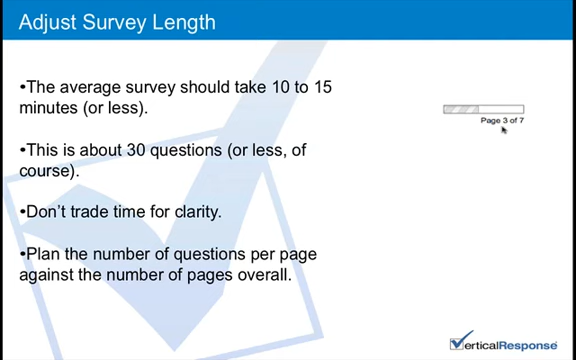 Adjust Survey Length
•The average survey should take 10 to 15
minutes (or less).
•This is about 30 questions (or less, of
course).
•Don't trade time for clarity.
•Plan the number of questions per page
against the number of pages overall.
Page 3 of 7
VerticalResponse